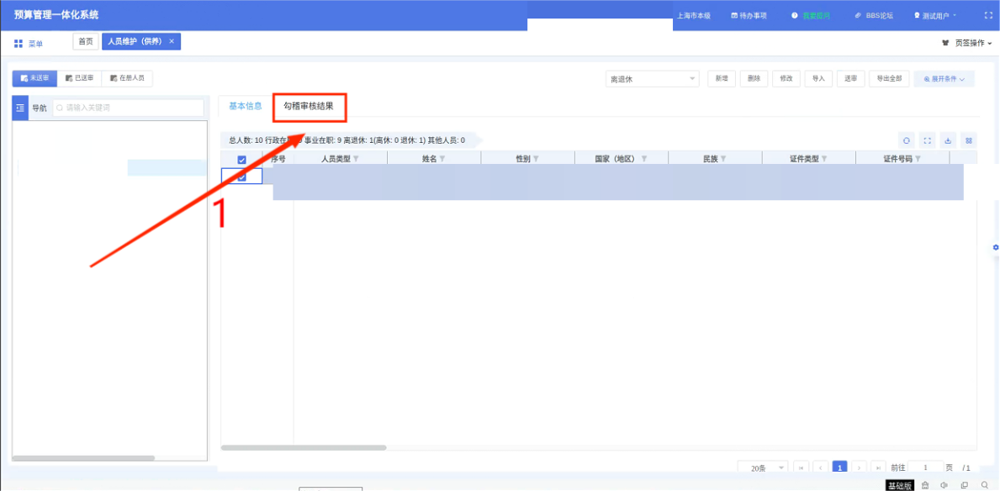 预算管理一体化系统
上海市本级 待办事项 我要提问 BBS论坛 测试用户
菜单 首页 人员维护（供养） × 页签操作
未送审 已送审 在册人员
离退休 新增 删除 修改 导入 送审 导出全部 展开条件
导航 请输入关键词
基本信息 勾稽审核结果
总人数: 10 行政在 事业在职: 9 离退休: 1(离休: 0 退休: 1) 其他人员: 0
序号 人员类型 姓名 性别 国家（地区） 民族 证件类型 证件号码
1
20条 1 前往 1 页 /1
基础版